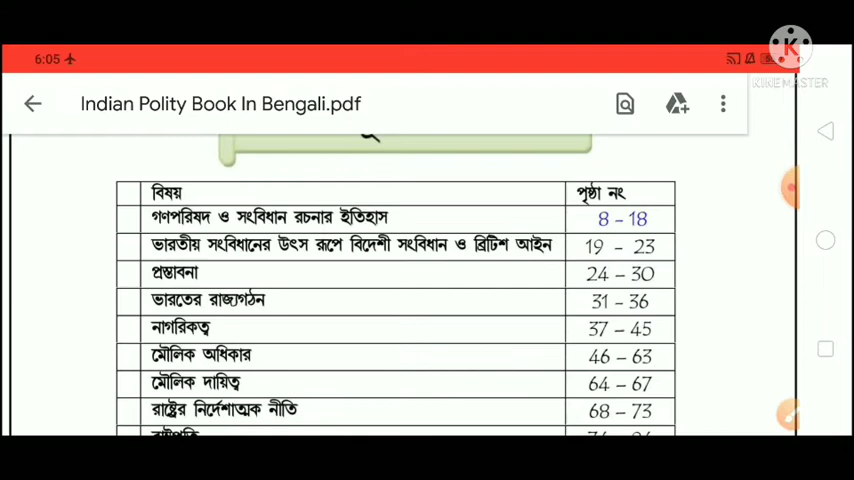 6:05
KINEMASTER
Indian Polity Book In Bengali.pdf
বিষয় পৃষ্ঠা নং
গণপরিষদ ও সংবিধান রচনার ইতিহাস 8 – 18
ভারতীয় সংবিধানের উৎস রূপে বিদেশী সংবিধান ও ব্রিটিশ আইন 19 – 23
প্রস্তাবনা 24 – 30
ভারতের রাজ্যগঠন 31 – 36
নাগরিকত্ব 37 – 45
মৌলিক অধিকার 46 – 63
মৌলিক দায়িত্ব 64 – 67
রাষ্ট্রের নির্দেশাত্মক নীতি 68 – 73